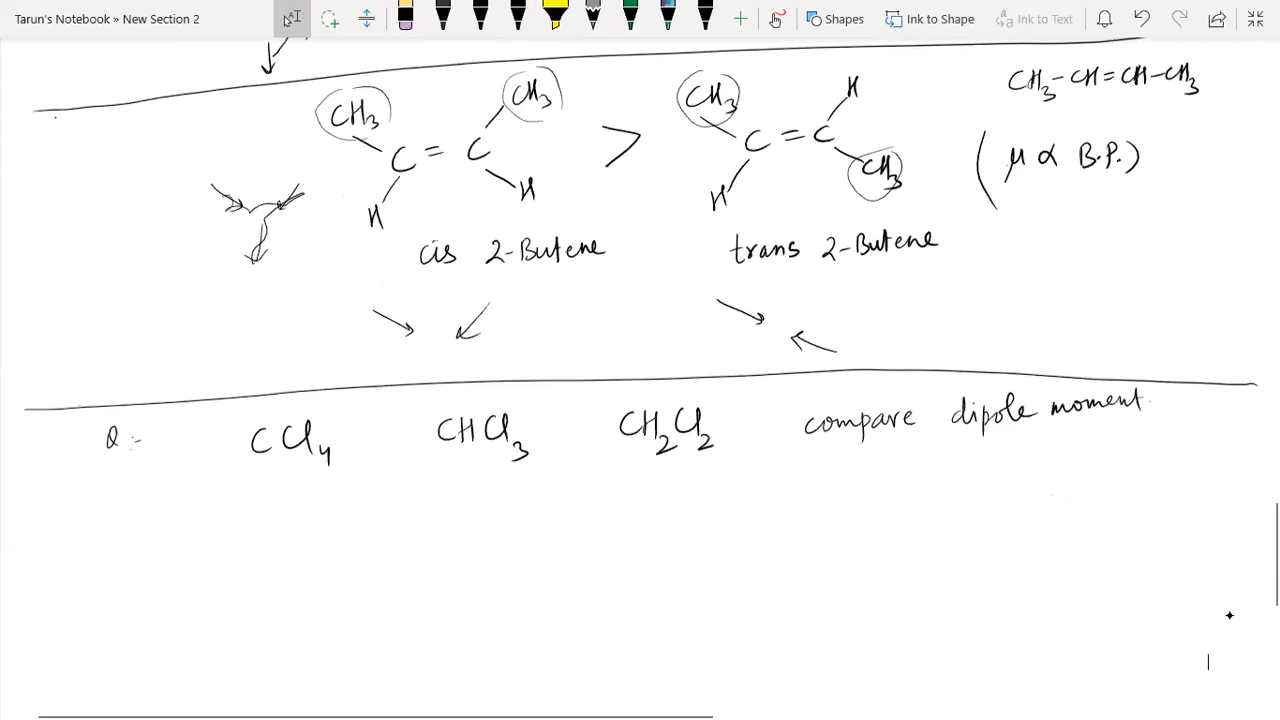 Tarun's Notebook » New Section 2
Shapes Ink to Shape Ink to Text
CH3 CH3 > CH3 H CH3-CH=CH-CH3
C = C C = C (μ ∝ B.P.)
H H H CH3
cis 2-Butene trans 2-Butene
Q:- CCl4 CHCl3 CH2Cl2 compare dipole moment.